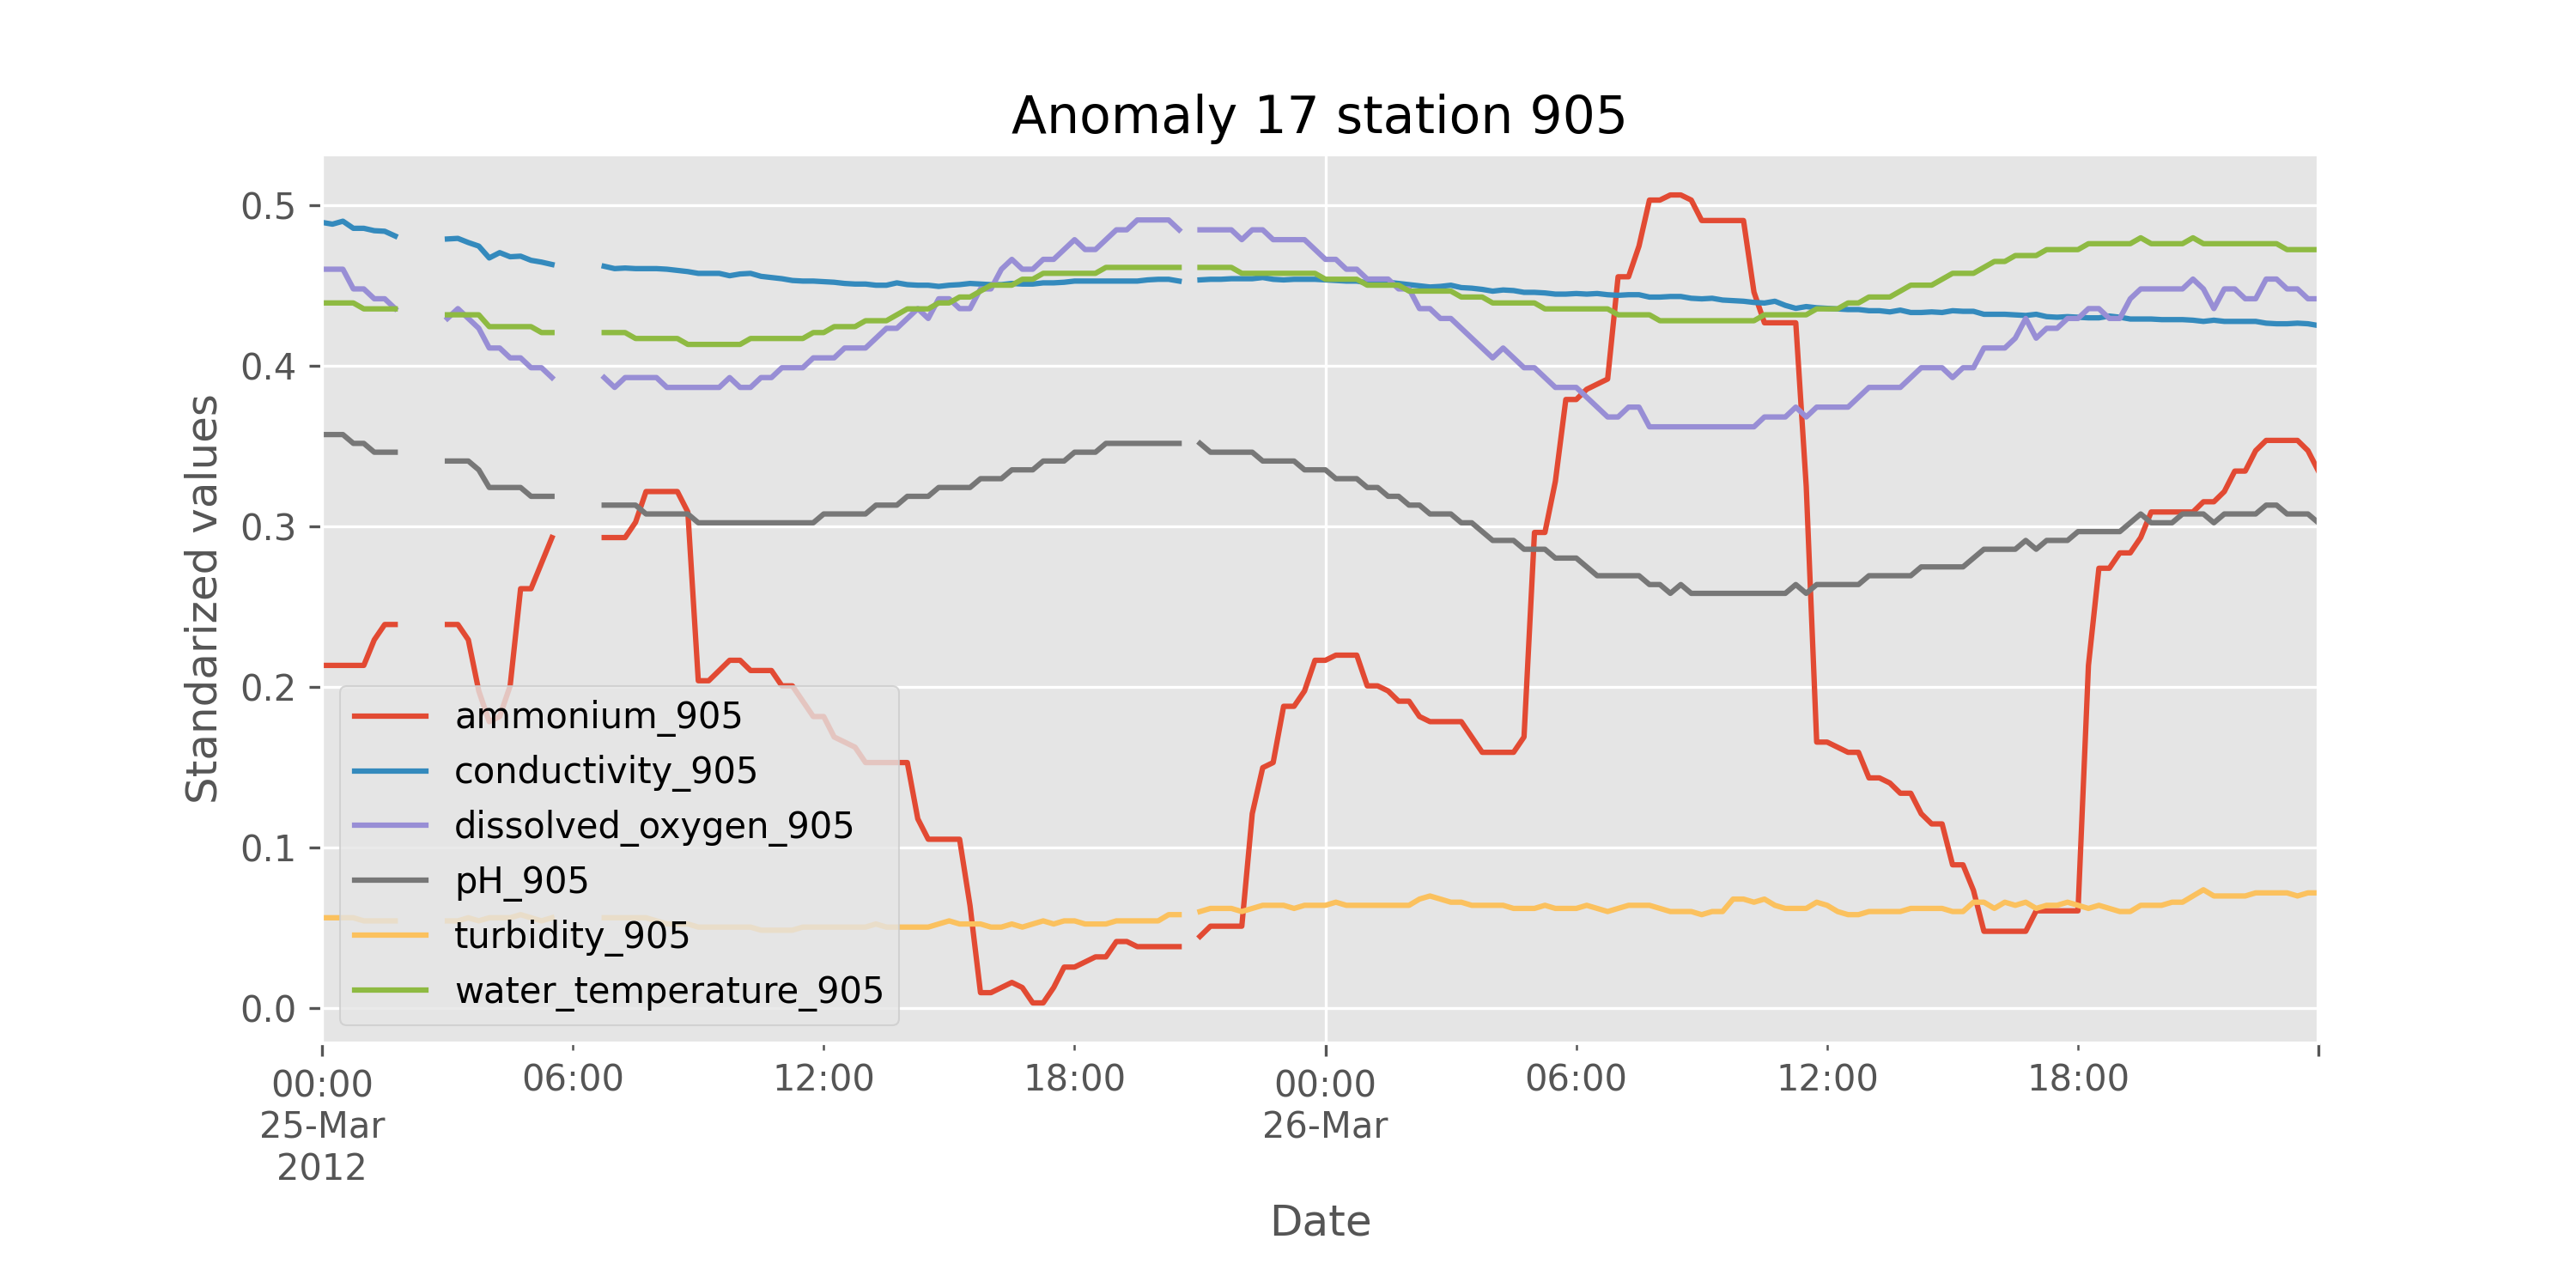 Anomaly 17 station 905
Standarized values
0.5
0.4
0.3
0.2
0.1
0.0
ammonium_905
conductivity_905
dissolved_oxygen_905
pH_905
turbidity_905
water_temperature_905
00:00 06:00 12:00 18:00 00:00 06:00 12:00 18:00
25-Mar 26-Mar
2012
Date